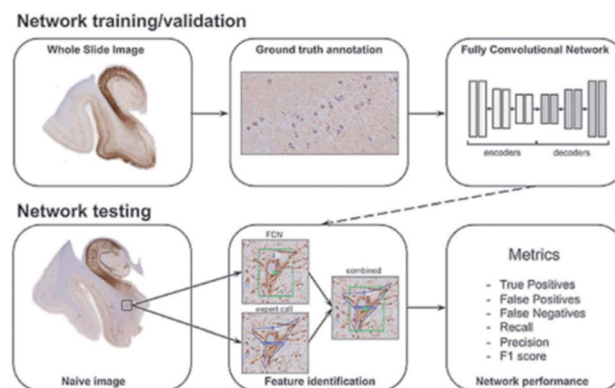 Network training/validation
Whole Slide Image
Ground truth annotation
Fully Convolutional Network
encoders
decoders
Network testing
FCN
expert call
combined
Naive image
Feature identification
Metrics
- True Positives
- False Positives
- False Negatives
- Recall
- Precision
- F1 score
Network performance